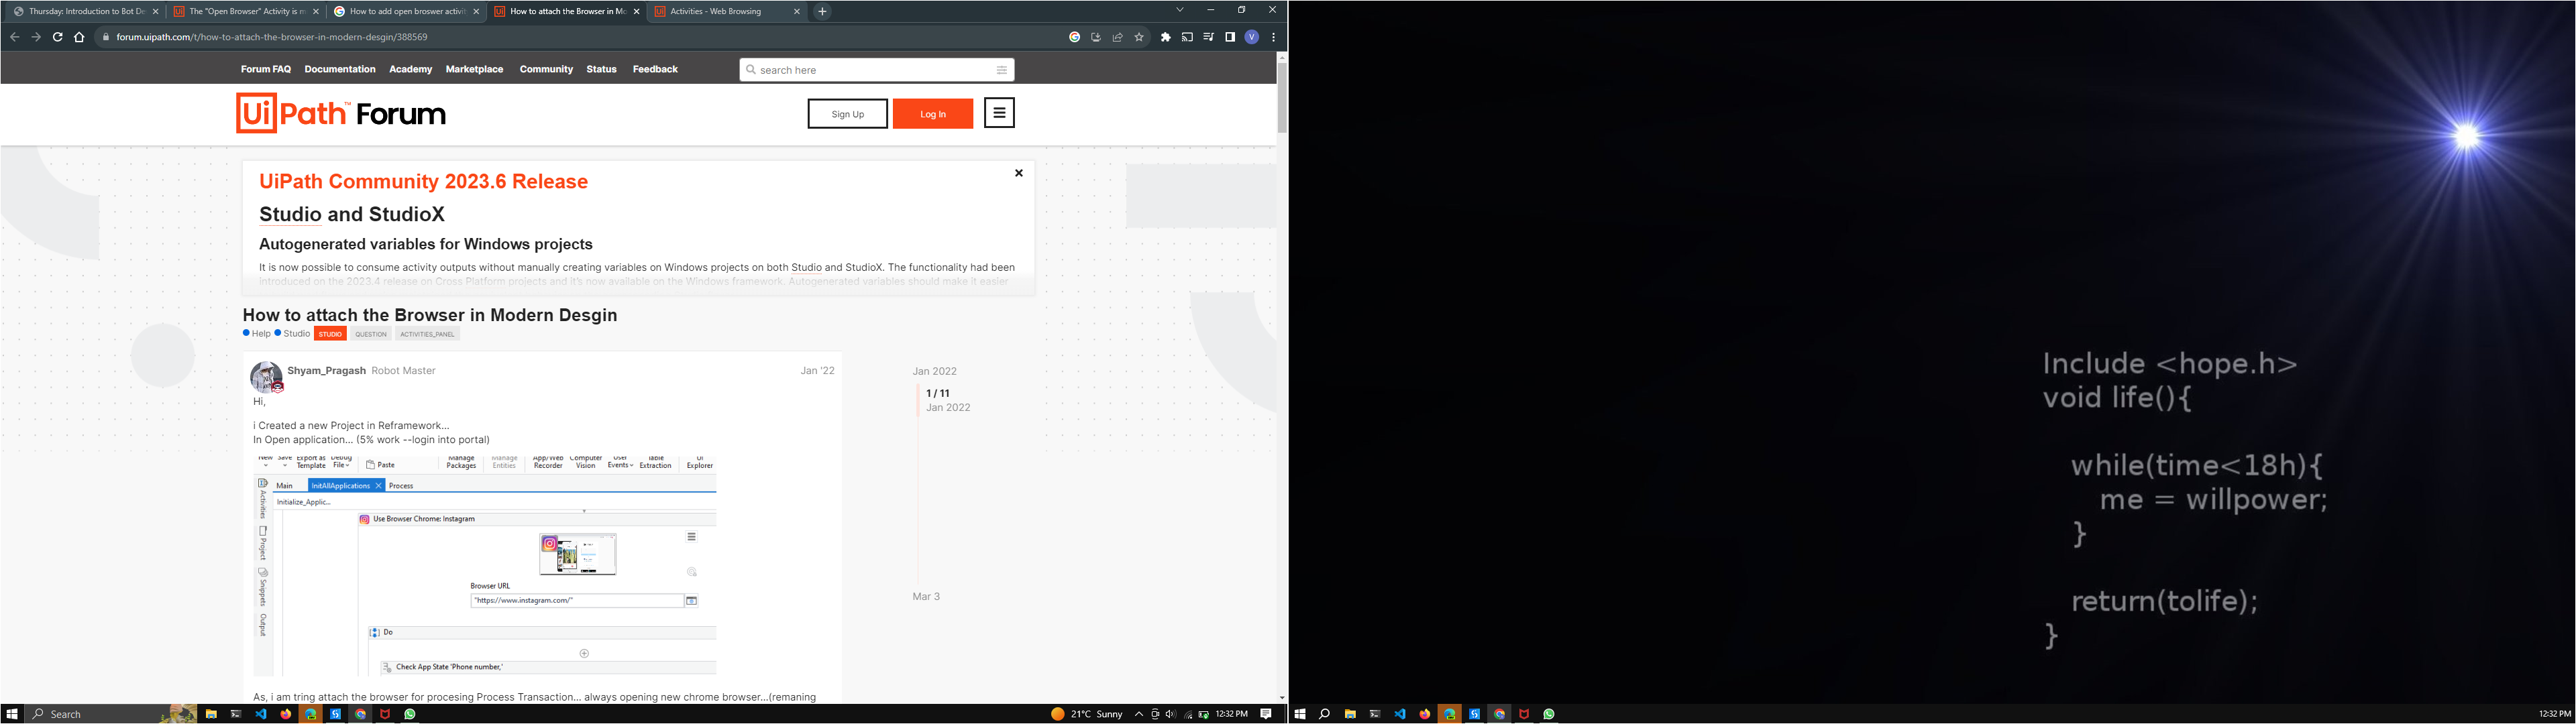 Thursday: Introduction to Bot De
The "Open Browser" Activity is m
How to add open broswer activit
How to attach the Browser in Mo
Activities - Web Browsing
forum.uipath.com/t/how-to-attach-the-browser-in-modern-desgin/388569
V
Forum FAQ Documentation Academy Marketplace Community Status Feedback
search here
UiPath™ Forum
Sign Up
Log In
UiPath Community 2023.6 Release
Studio and StudioX
Autogenerated variables for Windows projects
It is now possible to consume activity outputs without manually creating variables on Windows projects on both Studio and StudioX. The functionality had been
introduced on the 2023.4 release on Cross Platform projects and it's now available on the Windows framework. Autogenerated variables should make it easier
How to attach the Browser in Modern Desgin
Help Studio STUDIO QUESTION ACTIVITIES_PANEL
Shyam_Pragash Robot Master
Jan '22
Hi,
i Created a new Project in Reframework...
In Open application... (5% work --login into portal)
New Save Export as Template Debug File Paste Manage Packages Manage Entities App/Web Recorder Computer Vision User Events Table Extraction UI Explorer
Main InitAllApplications Process
Initialize_Applic...
Activities
Project
Snippets
Output
Use Browser Chrome: Instagram
Browser URL
"https://www.instagram.com/"
Do
Check App State 'Phone number,'
As, i am tring attach the browser for procesing Process Transaction... always opening new chrome browser...(remaning
Jan 2022
1 / 11
Jan 2022
Mar 3
Search
21°C Sunny
12:32 PM
Include <hope.h>
void life(){
while(time<18h){
me = willpower;
}
return(tolife);
}
12:32 PM